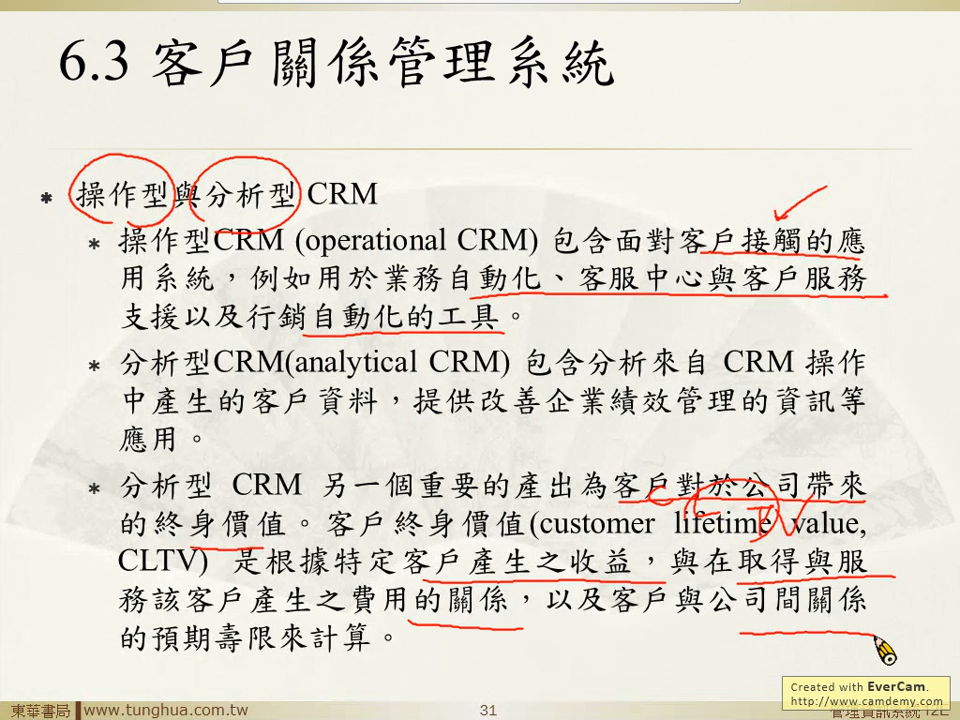 6.3 客戶關係管理系統
操作型與分析型 CRM
操作型CRM (operational CRM) 包含面對客戶接觸的應
用系統，例如用於業務自動化、客服中心與客戶服務
支援以及行銷自動化的工具。
分析型CRM(analytical CRM) 包含分析來自 CRM 操作
中產生的客戶資料，提供改善企業績效管理的資訊等
應用。
分析型 CRM 另一個重要的產出為客戶對於公司帶來
的終身價值。客戶終身價值(customer lifetime value,
CLTV) 是根據特定客戶產生之收益，與在取得與服
務該客戶產生之費用的關係，以及客戶與公司間關係
的預期壽限來計算。
Created with EverCam.
http://www.camdemy.com
東華書局 www.tunghua.com.tw
31
管理資訊系統 12E